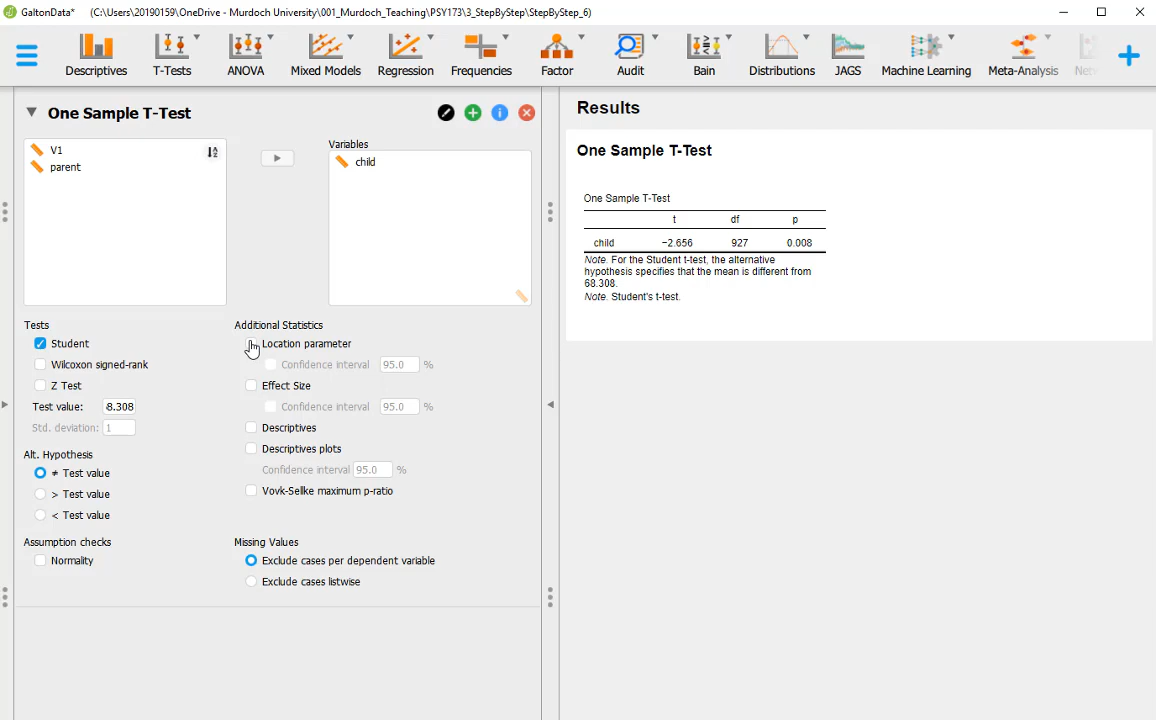 GaltonData* (C:\Users\20190159\OneDrive - Murdoch University\001_Murdoch_Teaching\PSY173\3_StepByStep\StepByStep_6)
Descriptives T-Tests ANOVA Mixed Models Regression Frequencies Factor Audit Bain Distributions JAGS Machine Learning Meta-Analysis
One Sample T-Test
V1
parent
Variables
child
Tests
Student
Wilcoxon signed-rank
Z Test
Test value: 8.308
Std. deviation: 1
Alt. Hypothesis
≠ Test value
> Test value
< Test value
Assumption checks
Normality
Additional Statistics
Location parameter
Confidence interval 95.0 %
Effect Size
Confidence interval 95.0 %
Descriptives
Descriptives plots
Confidence interval 95.0 %
Vovk-Sellke maximum p-ratio
Missing Values
Exclude cases per dependent variable
Exclude cases listwise
Results
One Sample T-Test
One Sample T-Test
t df p
child −2.656 927 0.008
Note. For the Student t-test, the alternative
hypothesis specifies that the mean is different from
68.308.
Note. Student's t-test.